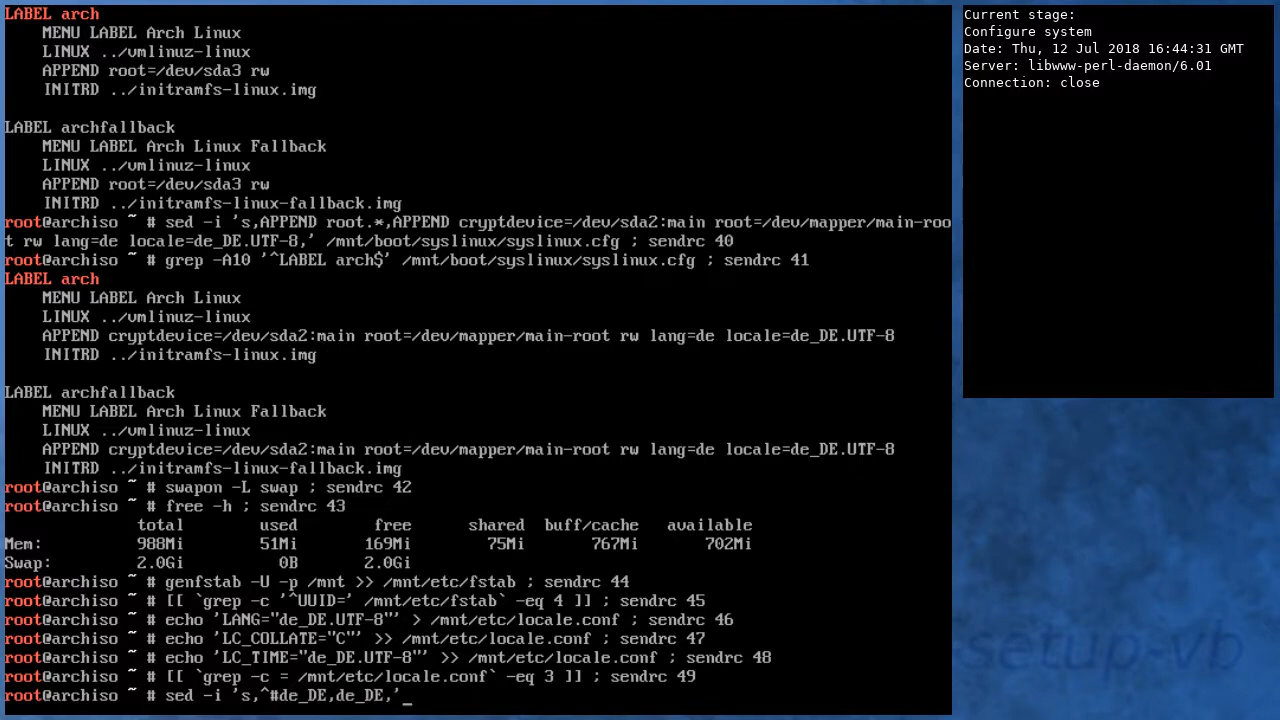 LABEL arch
MENU LABEL Arch Linux
LINUX ../vmlinuz-linux
APPEND root=/dev/sda3 rw
INITRD ../initramfs-linux.img
LABEL archfallback
MENU LABEL Arch Linux Fallback
LINUX ../vmlinuz-linux
APPEND root=/dev/sda3 rw
INITRD ../initramfs-linux-fallback.img
root@archiso ~ # sed -i 's,APPEND root.*,APPEND cryptdevice=/dev/sda2:main root=/dev/mapper/main-roo
t rw lang=de locale=de_DE.UTF-8,' /mnt/boot/syslinux/syslinux.cfg ; sendrc 40
root@archiso ~ # grep -A10 '^LABEL arch$' /mnt/boot/syslinux/syslinux.cfg ; sendrc 41
LABEL arch
MENU LABEL Arch Linux
LINUX ../vmlinuz-linux
APPEND cryptdevice=/dev/sda2:main root=/dev/mapper/main-root rw lang=de locale=de_DE.UTF-8
INITRD ../initramfs-linux.img
LABEL archfallback
MENU LABEL Arch Linux Fallback
LINUX ../vmlinuz-linux
APPEND cryptdevice=/dev/sda2:main root=/dev/mapper/main-root rw lang=de locale=de_DE.UTF-8
INITRD ../initramfs-linux-fallback.img
root@archiso ~ # swapon -L swap ; sendrc 42
root@archiso ~ # free -h ; sendrc 43
total used free shared buff/cache available
Mem: 988Mi 51Mi 169Mi 75Mi 767Mi 702Mi
Swap: 2.0Gi 0B 2.0Gi
root@archiso ~ # genfstab -U -p /mnt >> /mnt/etc/fstab ; sendrc 44
root@archiso ~ # [[ `grep -c '^UUID=' /mnt/etc/fstab` -eq 4 ]] ; sendrc 45
root@archiso ~ # echo 'LANG="de_DE.UTF-8"' > /mnt/etc/locale.conf ; sendrc 46
root@archiso ~ # echo 'LC_COLLATE="C"' >> /mnt/etc/locale.conf ; sendrc 47
root@archiso ~ # echo 'LC_TIME="de_DE.UTF-8"' >> /mnt/etc/locale.conf ; sendrc 48
root@archiso ~ # [[ `grep -c = /mnt/etc/locale.conf` -eq 3 ]] ; sendrc 49
root@archiso ~ # sed -i 's,^#de_DE,de_DE,'_
Current stage:
Configure system
Date: Thu, 12 Jul 2018 16:44:31 GMT
Server: libwww-perl-daemon/6.01
Connection: close
-setup-vb